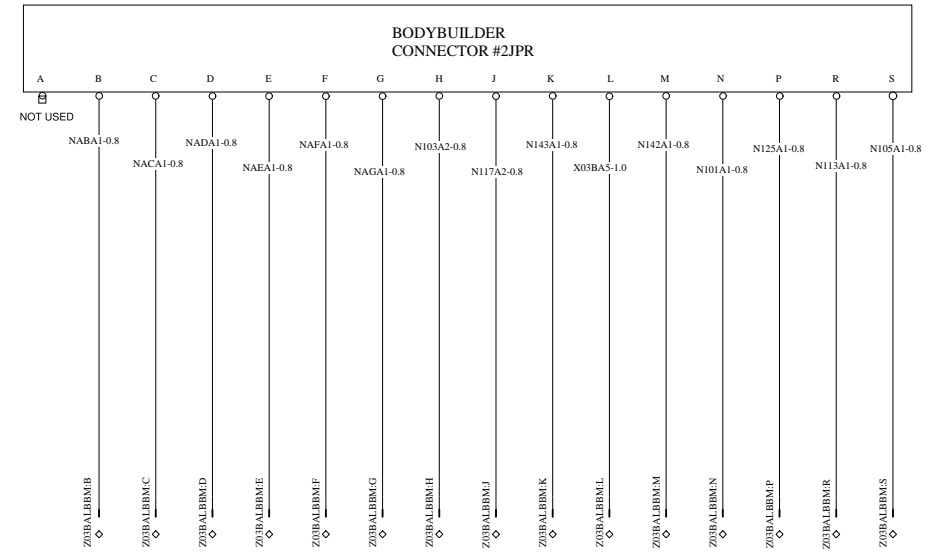 BODYBUILDER
CONNECTOR #2JPR
A B C D E F G H J K L M N P R S
NOT USED
NABA1-0.8
NACA1-0.8
NADA1-0.8
NAEA1-0.8
NAFA1-0.8
NAGA1-0.8
N103A2-0.8
N117A2-0.8
N143A1-0.8
X03BA5-1.0
N142A1-0.8
N101A1-0.8
N125A1-0.8
N113A1-0.8
N105A1-0.8
Z03BALBBM:B
Z03BALBBM:C
Z03BALBBM:D
Z03BALBBM:E
Z03BALBBM:F
Z03BALBBM:G
Z03BALBBM:H
Z03BALBBM:J
Z03BALBBM:K
Z03BALBBM:L
Z03BALBBM:M
Z03BALBBM:N
Z03BALBBM:P
Z03BALBBM:R
Z03BALBBM:S